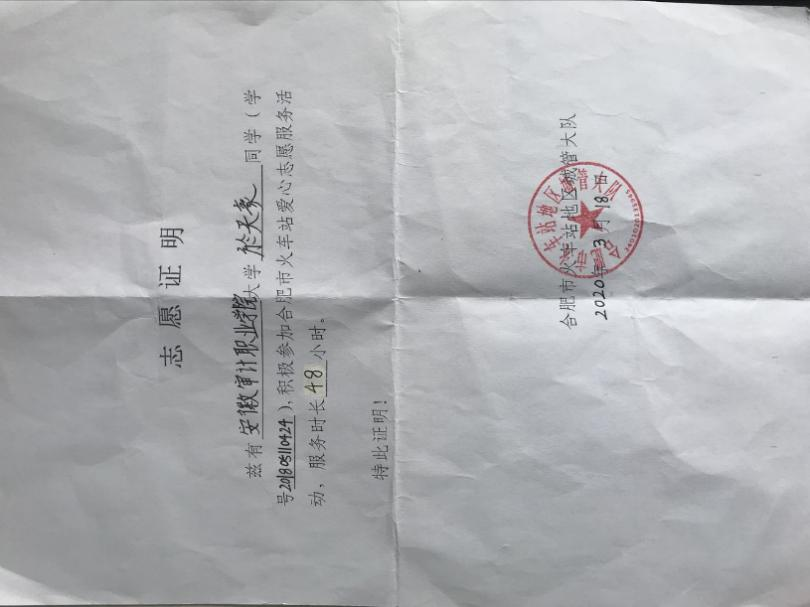 志愿证明
兹有安徽审计职业学院大学於天豪同学（学
号201805110424），积极参加合肥市火车站爱心志愿服务活
动，服务时长48小时。
特此证明！
合肥市火车站地区城管大队
2020年3月18日